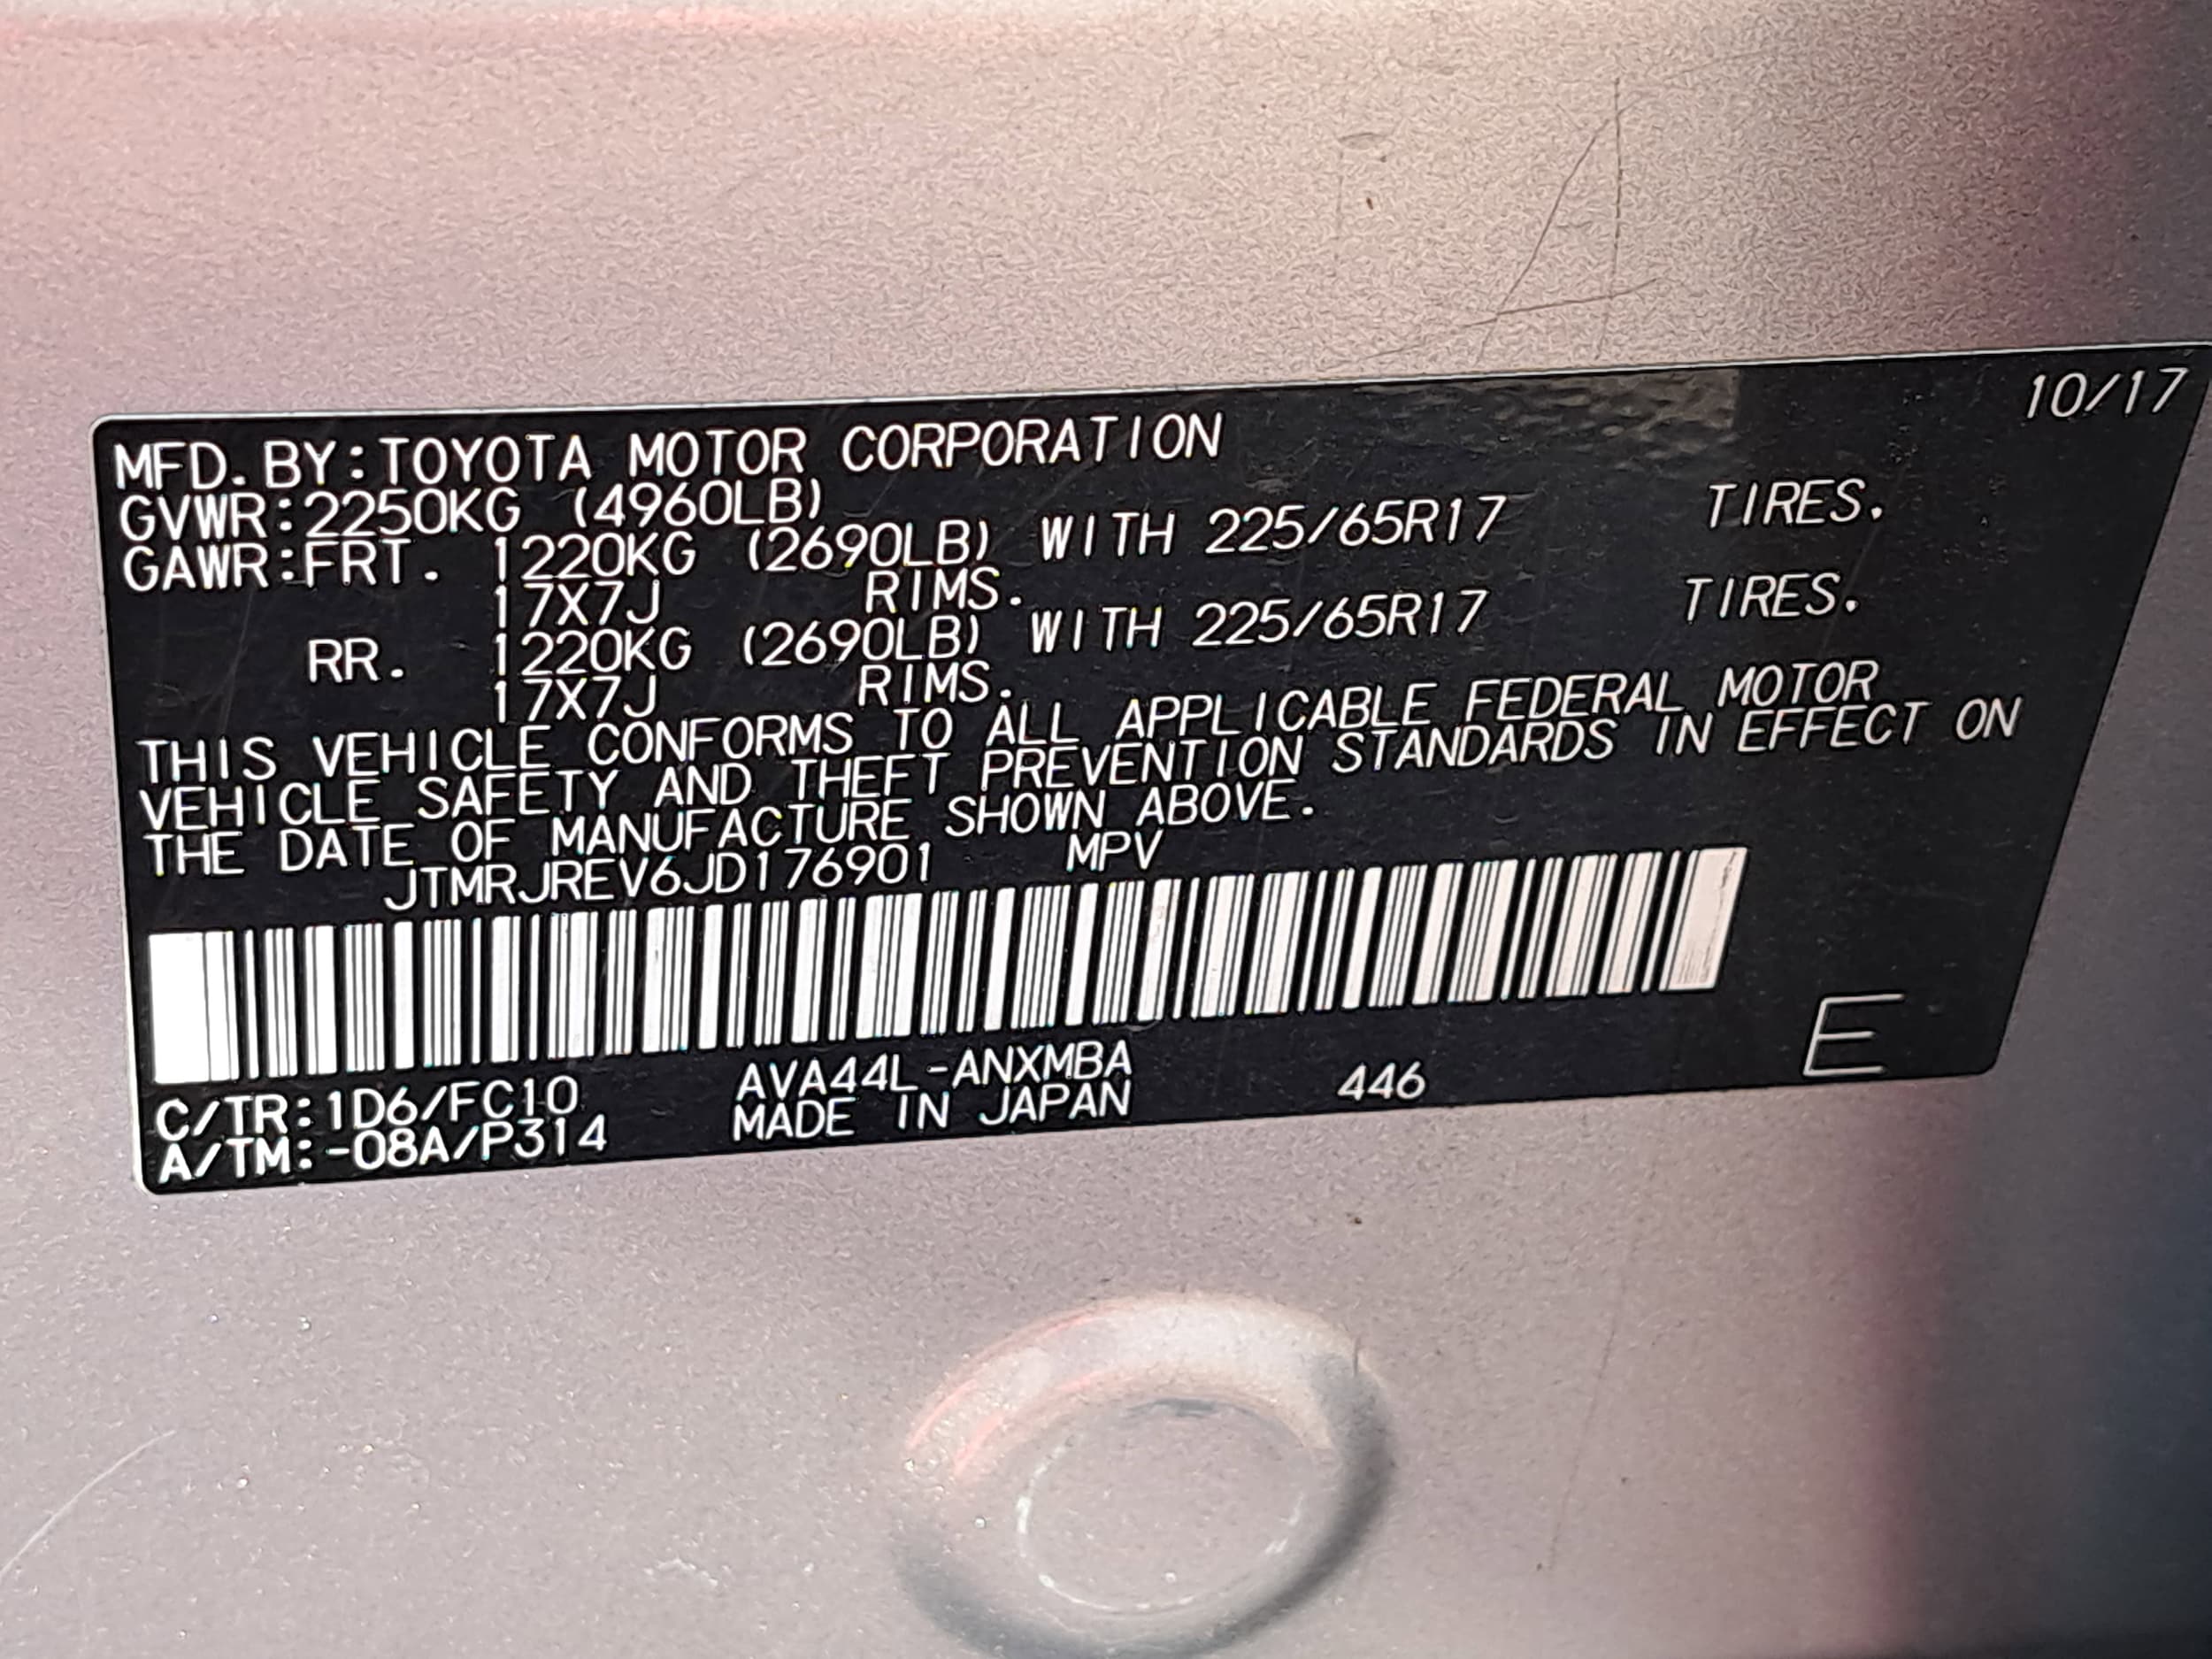 10/17
MFD.BY:TOYOTA MOTOR CORPORATION
GVWR:2250KG (4960LB)
GAWR:FRT. 1220KG (2690LB) WITH 225/65R17 TIRES.
17X7J RIMS.
RR. 1220KG (2690LB) WITH 225/65R17 TIRES.
17X7J RIMS.
THIS VEHICLE CONFORMS TO ALL APPLICABLE FEDERAL MOTOR
VEHICLE SAFETY AND THEFT PREVENTION STANDARDS IN EFFECT ON
THE DATE OF MANUFACTURE SHOWN ABOVE.
JTMRJREV6JD176901 MPV
C/TR:1D6/FC10 AVA44L-ANXMBA 446 E
A/TM:-08A/P314 MADE IN JAPAN